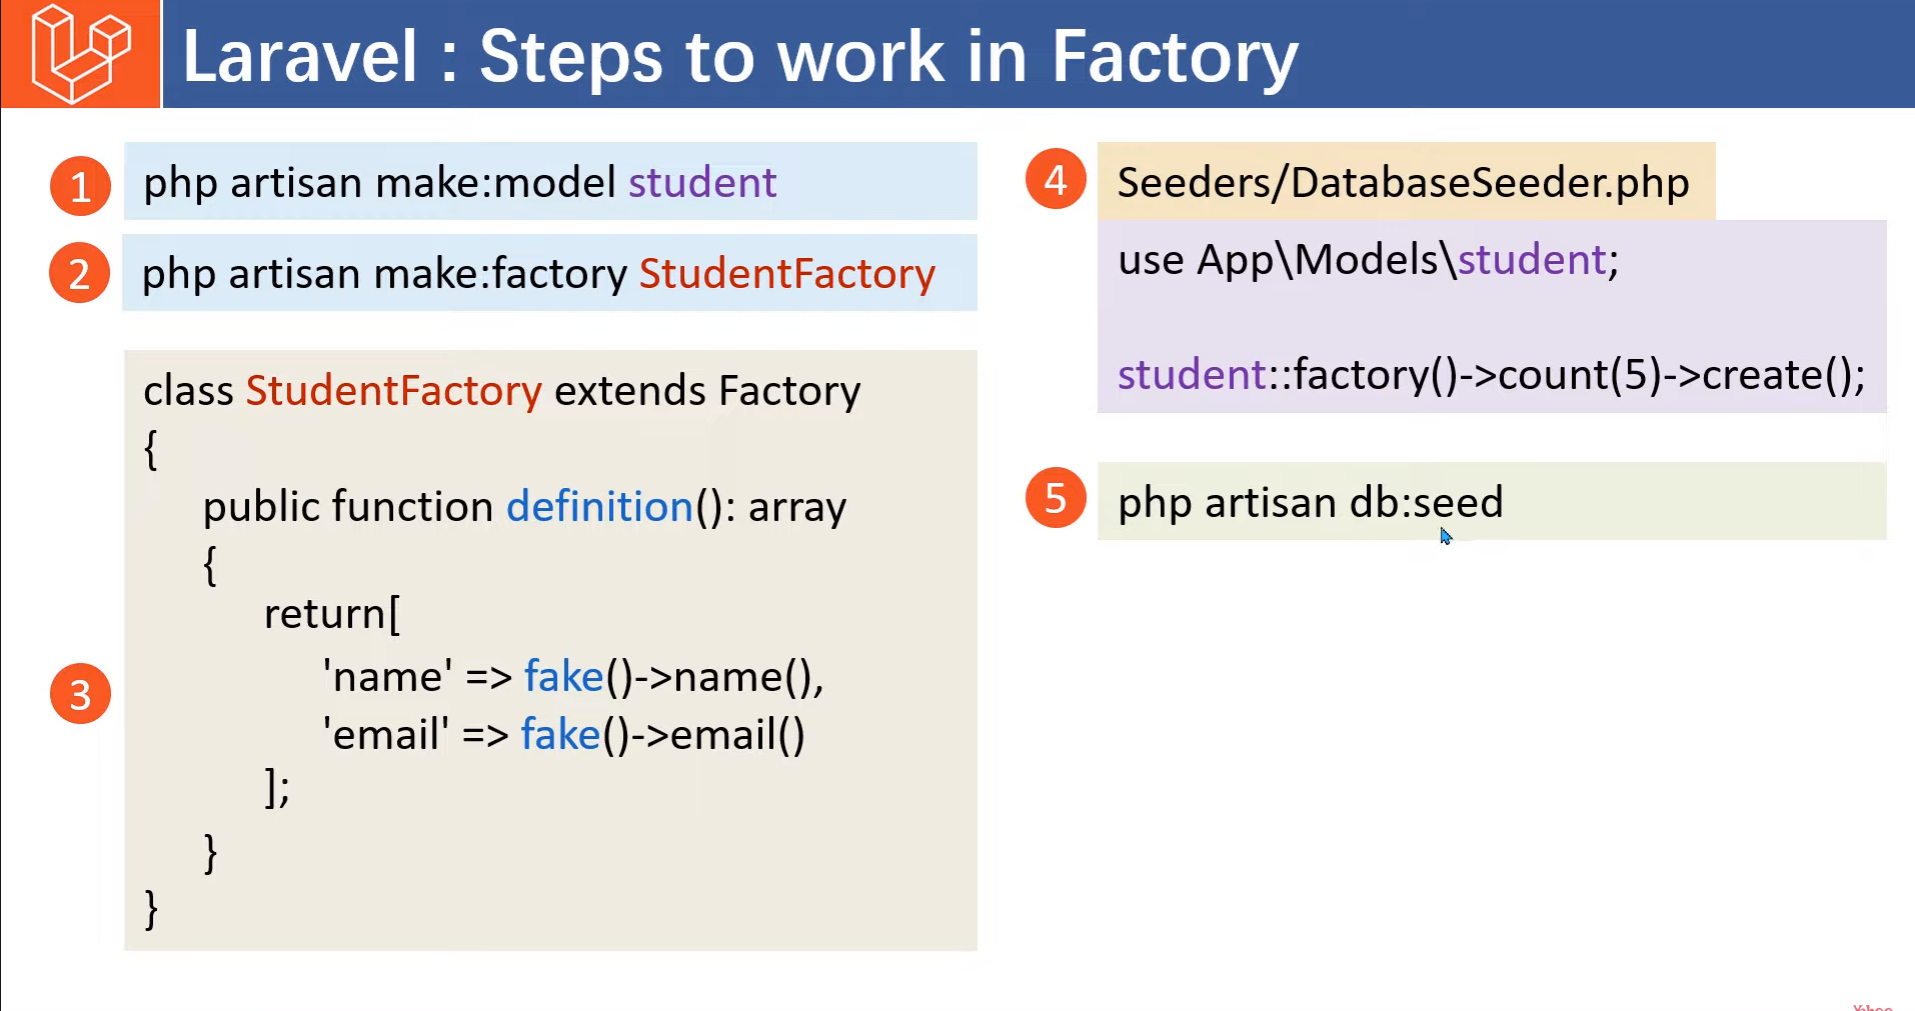 Laravel : Steps to work in Factory
1
php artisan make:model student
2
php artisan make:factory StudentFactory
3
class StudentFactory extends Factory
{
public function definition(): array
{
return[
'name' => fake()->name(),
'email' => fake()->email()
];
}
}
4
Seeders/DatabaseSeeder.php
use App\Models\student;
student::factory()->count(5)->create();
5
php artisan db:seed